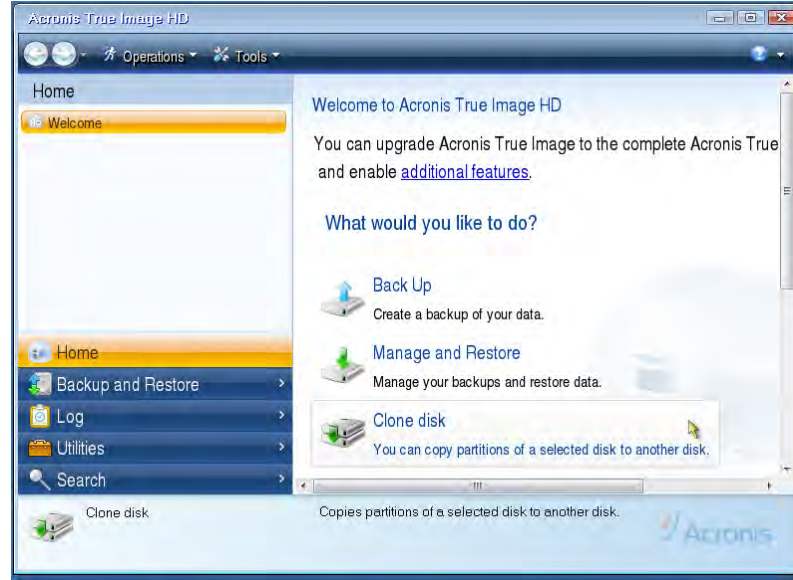 Acronis True Image HD
Operations Tools
Home
Welcome
Welcome to Acronis True Image HD
You can upgrade Acronis True Image to the complete Acronis True
and enable additional features.
What would you like to do?
Back Up
Create a backup of your data.
Manage and Restore
Manage your backups and restore data.
Clone disk
You can copy partitions of a selected disk to another disk.
Home
Backup and Restore
Log
Utilities
Search
Clone disk
Copies partitions of a selected disk to another disk.
Acronis